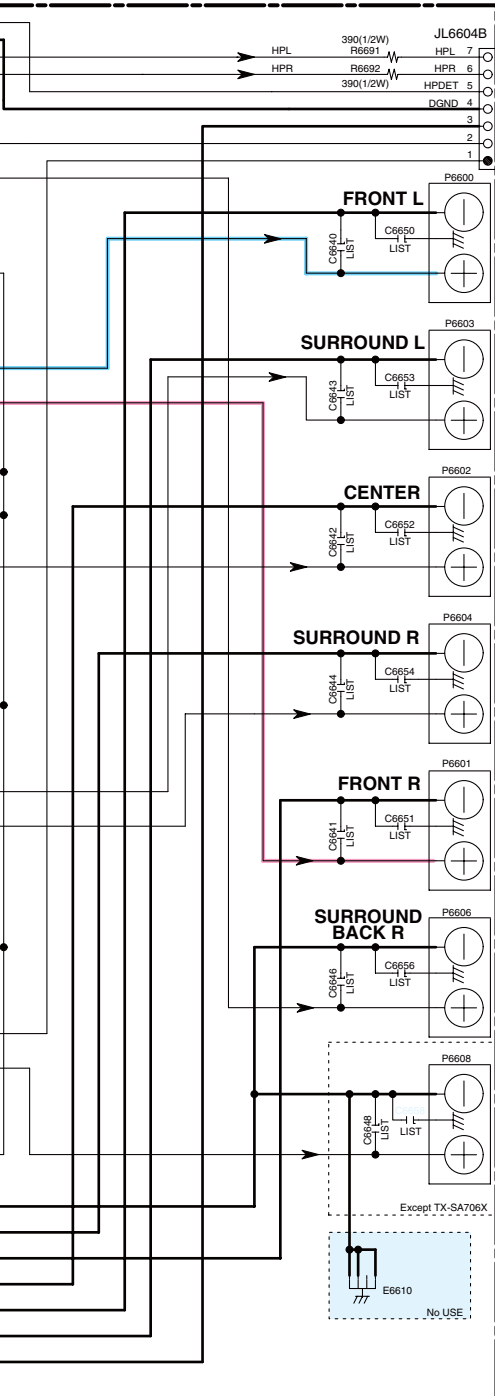 JL6604B
390(1/2W)
HPL R6691 HPL 7
HPR R6692 HPR 6
390(1/2W) HPDET 5
DGND 4
3
2
1
P6600
FRONT L
C6640 LIST
C6650
LIST
P6603
SURROUND L
C6643 LIST
C6653
LIST
P6602
CENTER
C6642 LIST
C6652
LIST
P6604
SURROUND R
C6644 LIST
C6654
LIST
P6601
FRONT R
C6641 LIST
C6651
LIST
P6606
SURROUND
BACK R
C6646 LIST
C6656
LIST
P6608
C6648 LIST
LIST
Except TX-SA706X
E6610
No USE